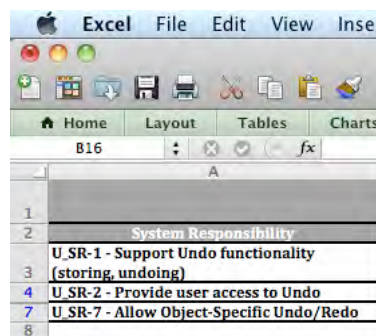 Excel File Edit View Inse
Home Layout Tables Charts
B16 fx
A
1
2 System Responsibility
U_SR-1 - Support Undo functionality
3 (storing, undoing)
4 U_SR-2 - Provide user access to Undo
7 U_SR-7 - Allow Object-Specific Undo/Redo
8